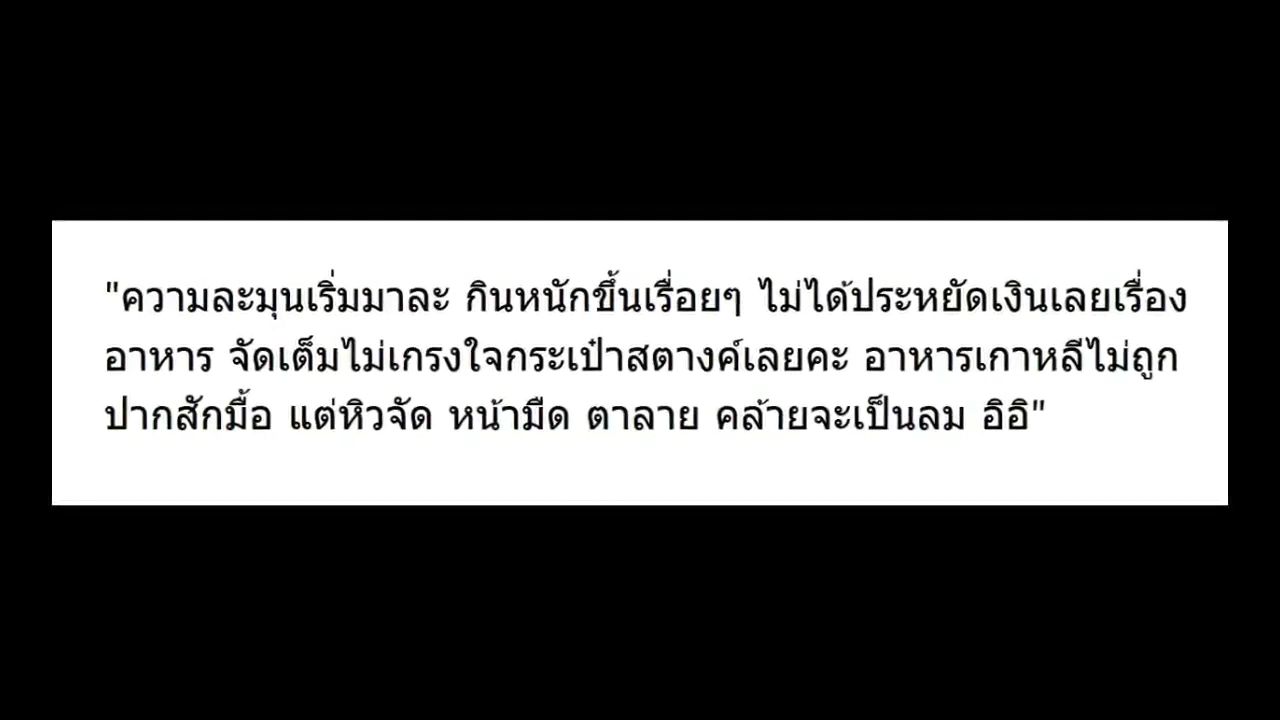 "ความละมุนเริ่มมาละ กินหนักขึ้นเรื่อยๆ ไม่ได้ประหยัดเงินเลยเรื่อง
อาหาร จัดเต็มไม่เกรงใจกระเป๋าสตางค์เลยคะ อาหารเกาหลีไม่ถูก
ปากสักมื้อ แต่หิวจัด หน้ามืด ตาลาย คล้ายจะเป็นลม อิอิ"